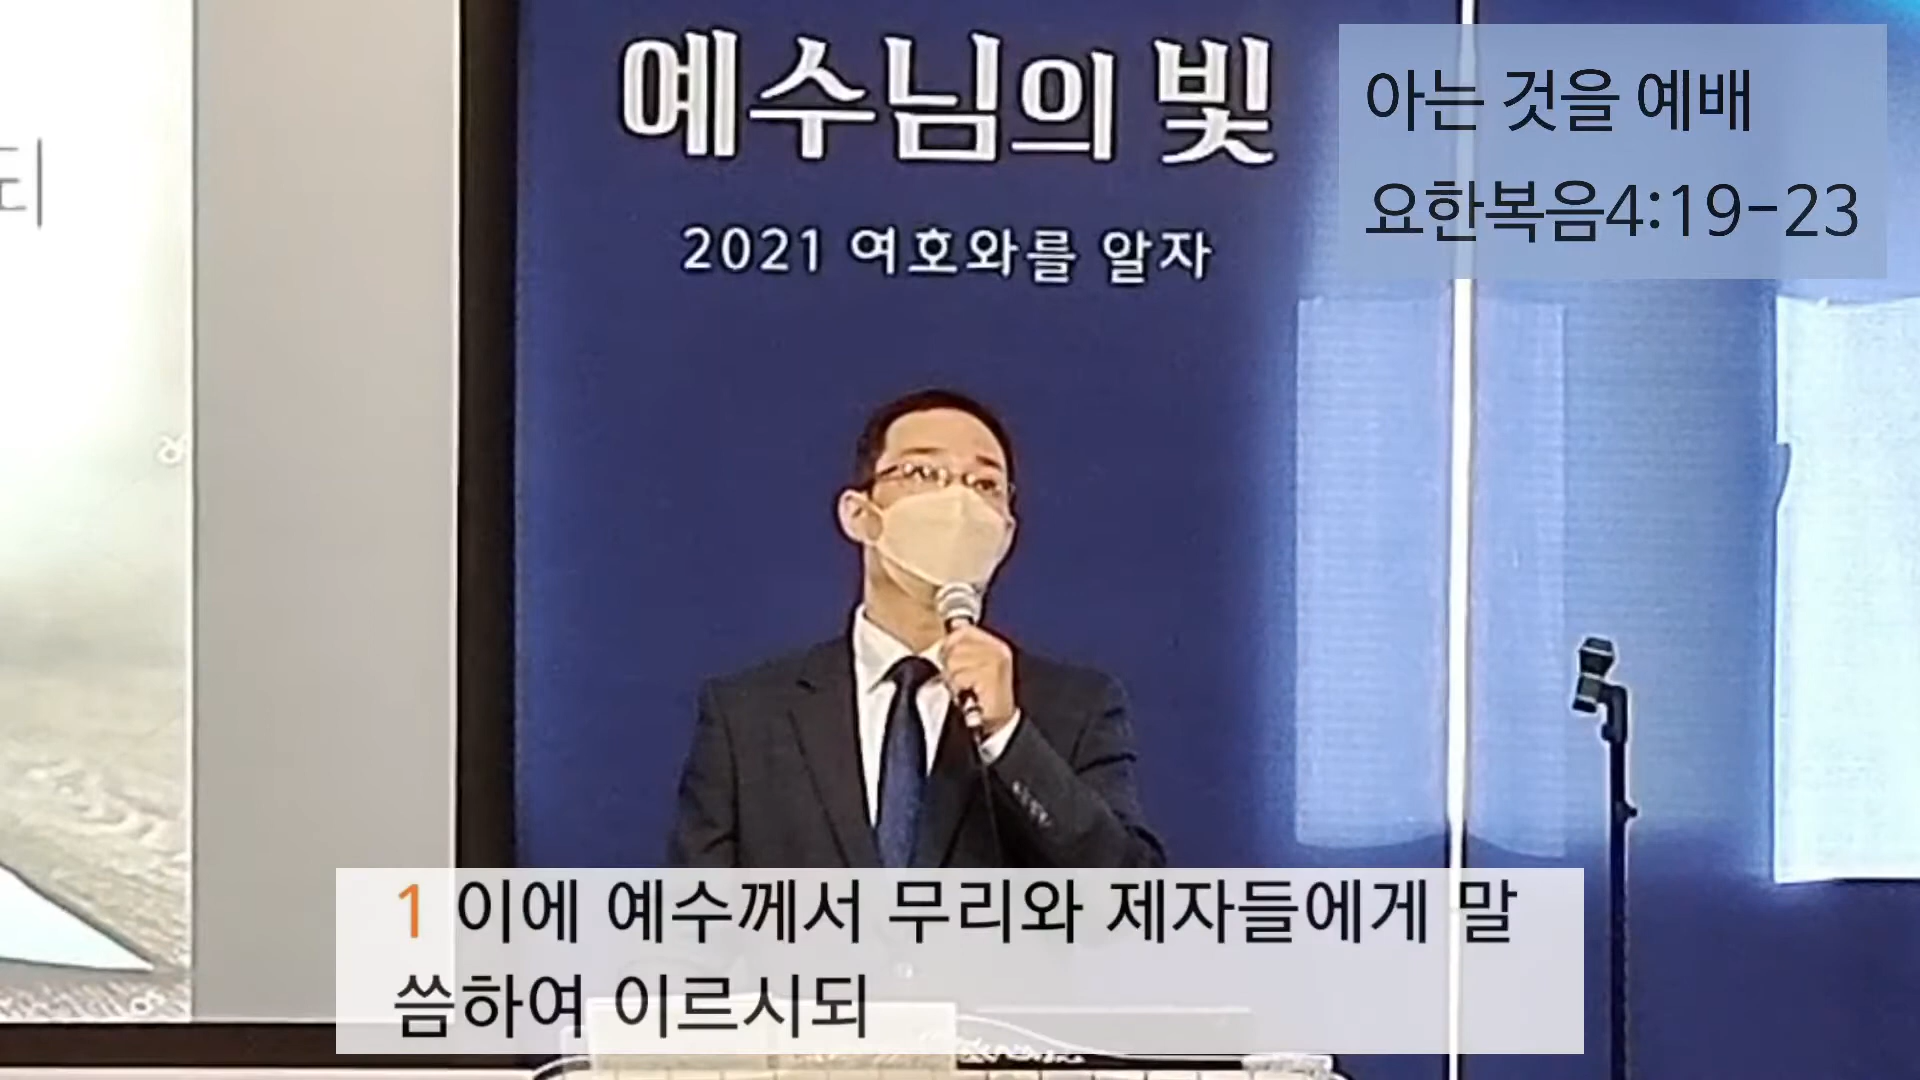 예수님의 빛
2021 여호와를 알자
아는 것을 예배
요한복음4:19-23
되
1 이에 예수께서 무리와 제자들에게 말
씀하여 이르시되